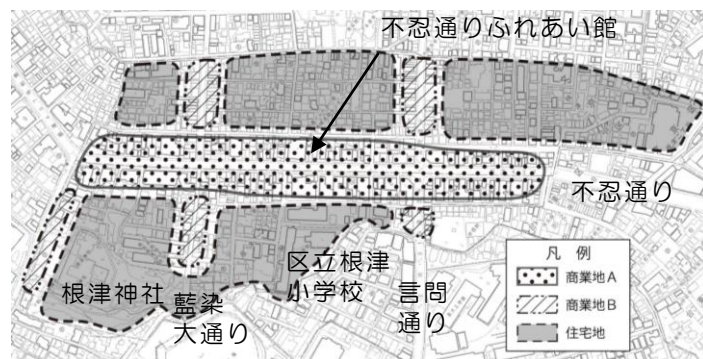 不忍通りふれあい館
不忍通り
根津神社
藍染
大通り
区立根津
小学校
言問
通り
凡 例
商業地A
商業地B
住宅地